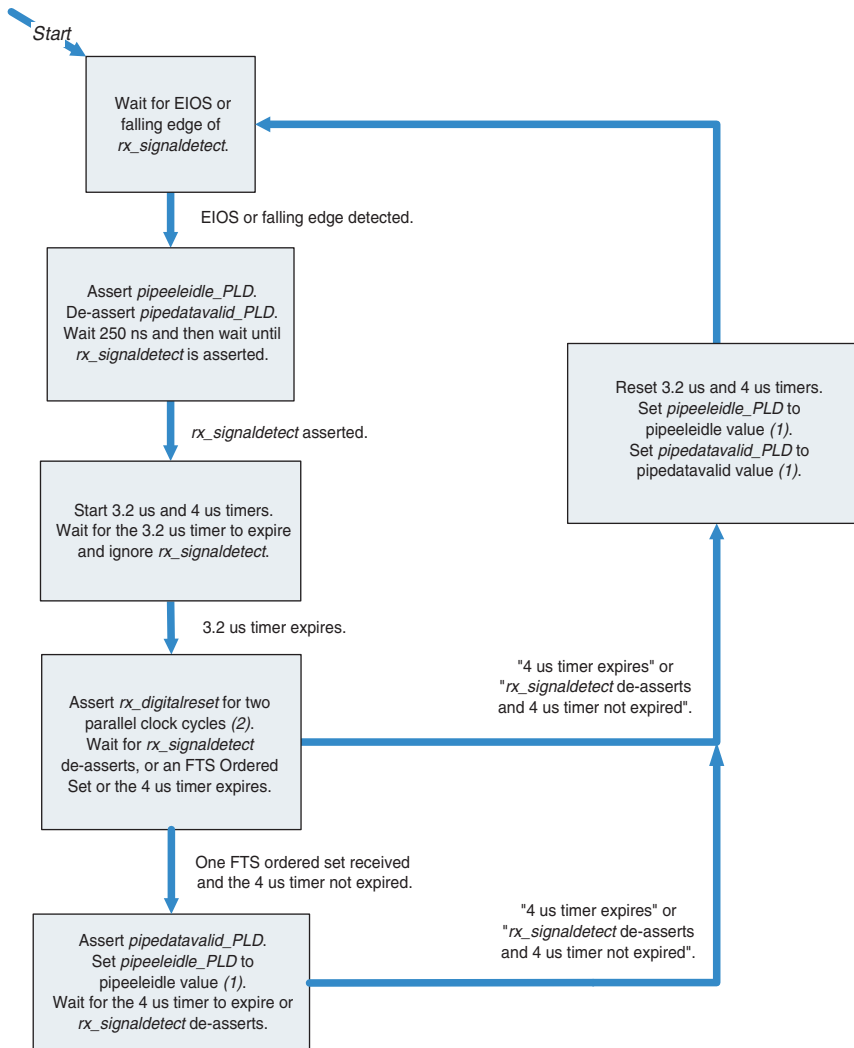 Start
Wait for EIOS or
falling edge of
rx_signaldetect.
EIOS or falling edge detected.
Assert pipeeleidle_PLD.
De-assert pipedatavalid_PLD.
Wait 250 ns and then wait until
rx_signaldetect is asserted.
rx_signaldetect asserted.
Start 3.2 us and 4 us timers.
Wait for the 3.2 us timer to expire
and ignore rx_signaldetect.
3.2 us timer expires.
Assert rx_digitalreset for two
parallel clock cycles (2).
Wait for rx_signaldetect
de-asserts, or an FTS Ordered
Set or the 4 us timer expires.
One FTS ordered set received
and the 4 us timer not expired.
Assert pipedatavalid_PLD.
Set pipeeleidle_PLD to
pipeeleidle value (1).
Wait for the 4 us timer to expire or
rx_signaldetect de-asserts.
"4 us timer expires" or
"rx_signaldetect de-asserts
and 4 us timer not expired".
"4 us timer expires" or
"rx_signaldetect de-asserts
and 4 us timer not expired".
Reset 3.2 us and 4 us timers.
Set pipeeleidle_PLD to
pipeeleidle value (1).
Set pipedatavalid_PLD to
pipedatavalid value (1).